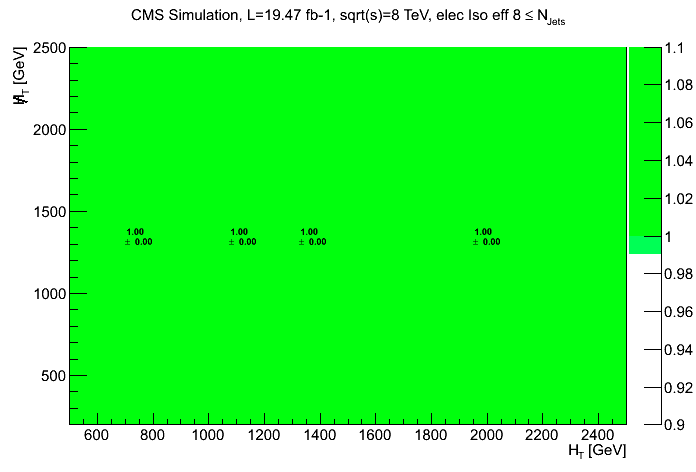 CMS Simulation, L=19.47 fb-1, sqrt(s)=8 TeV, elec Iso eff 8 ≤ N_Jets
H̸_T [GeV]
2500
2000
1500
1000
500
1.00 1.00 1.00 1.00
± 0.00 ± 0.00 ± 0.00 ± 0.00
1.1
1.08
1.06
1.04
1.02
1
0.98
0.96
0.94
0.92
0.9
600 800 1000 1200 1400 1600 1800 2000 2200 2400
H_T [GeV]